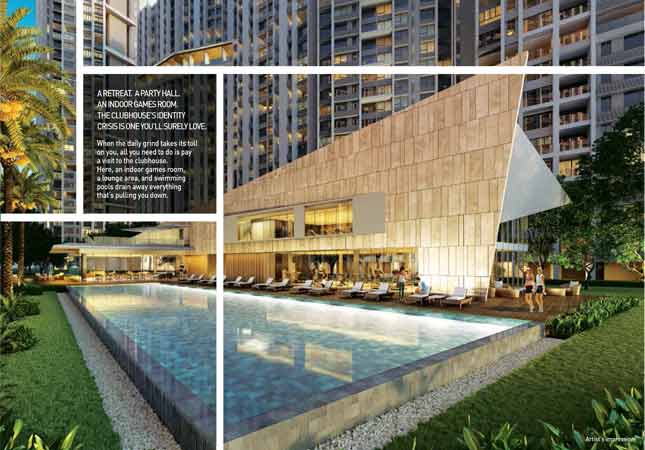 A RETREAT. A PARTY HALL.
AN INDOOR GAMES ROOM.
THE CLUBHOUSE'S IDENTITY
CRISIS IS ONE YOU'LL SURELY LOVE.
When the daily grind takes its toll
on you, all you need to do is pay
a visit to the clubhouse.
Here, an indoor games room,
a lounge area, and swimming
pools drain away everything
that's pulling you down.
Artist's impression